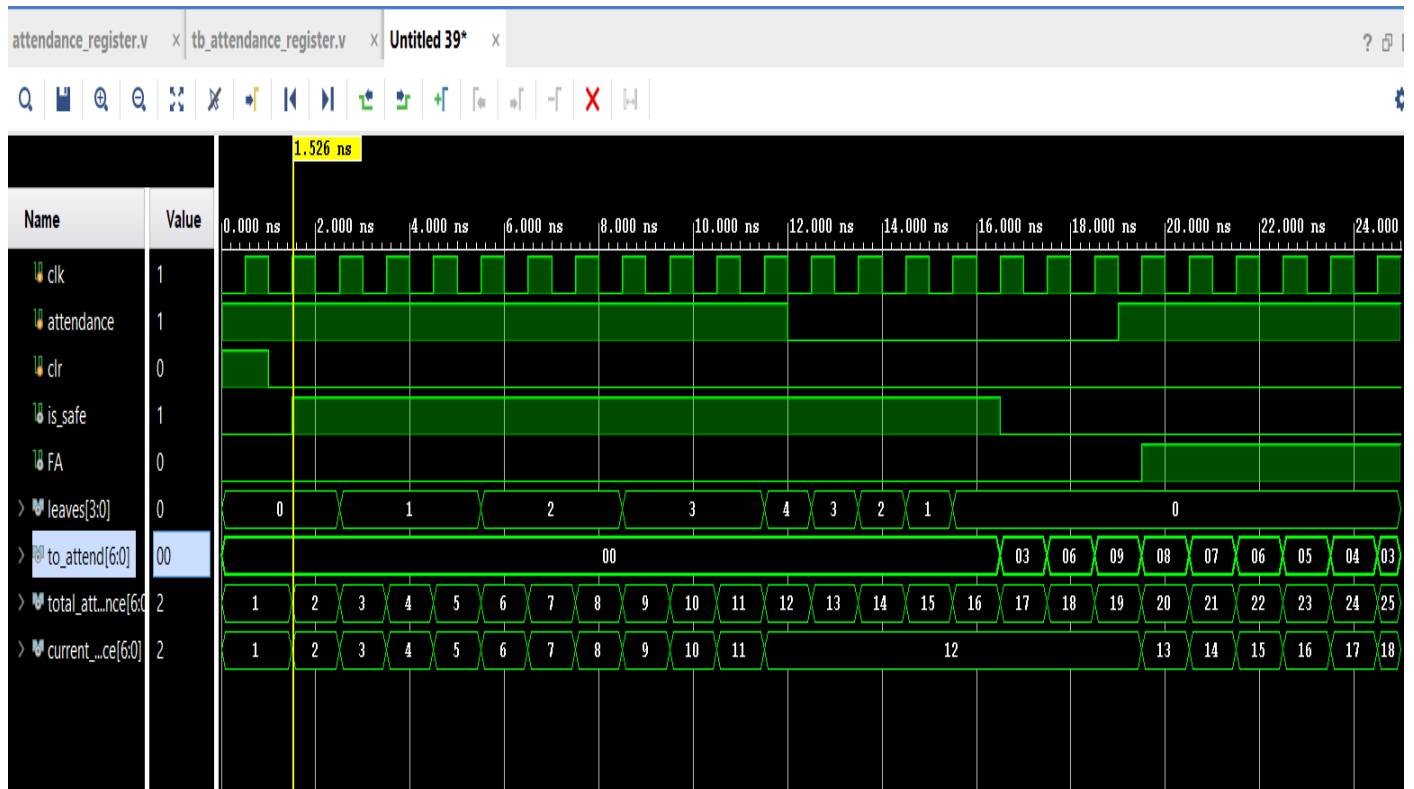 attendance_register.v × tb_attendance_register.v × Untitled 39* × ?
1.526 ns
Name Value 0.000 ns 2.000 ns 4.000 ns 6.000 ns 8.000 ns 10.000 ns 12.000 ns 14.000 ns 16.000 ns 18.000 ns 20.000 ns 22.000 ns 24.000
clk 1
attendance 1
clr 0
is_safe 1
FA 0
> leaves[3:0] 0 0 1 2 3 4 3 2 1 0
> to_attend[6:0] 00 00 03 06 09 08 07 06 05 04 03
> total_att...nce[6:0 2 1 2 3 4 5 6 7 8 9 10 11 12 13 14 15 16 17 18 19 20 21 22 23 24 25
> current_...ce[6:0] 2 1 2 3 4 5 6 7 8 9 10 11 12 13 14 15 16 17 18